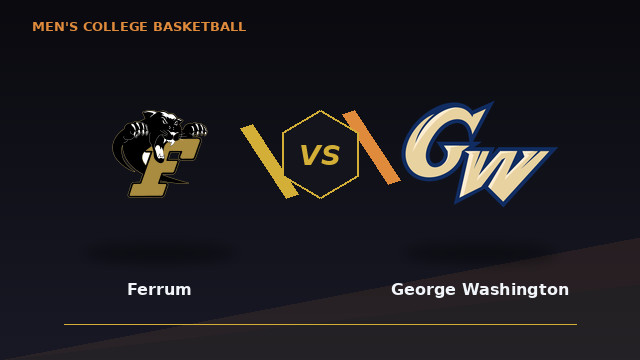 MEN'S COLLEGE BASKETBALL
F
VS
GW
Ferrum
George Washington